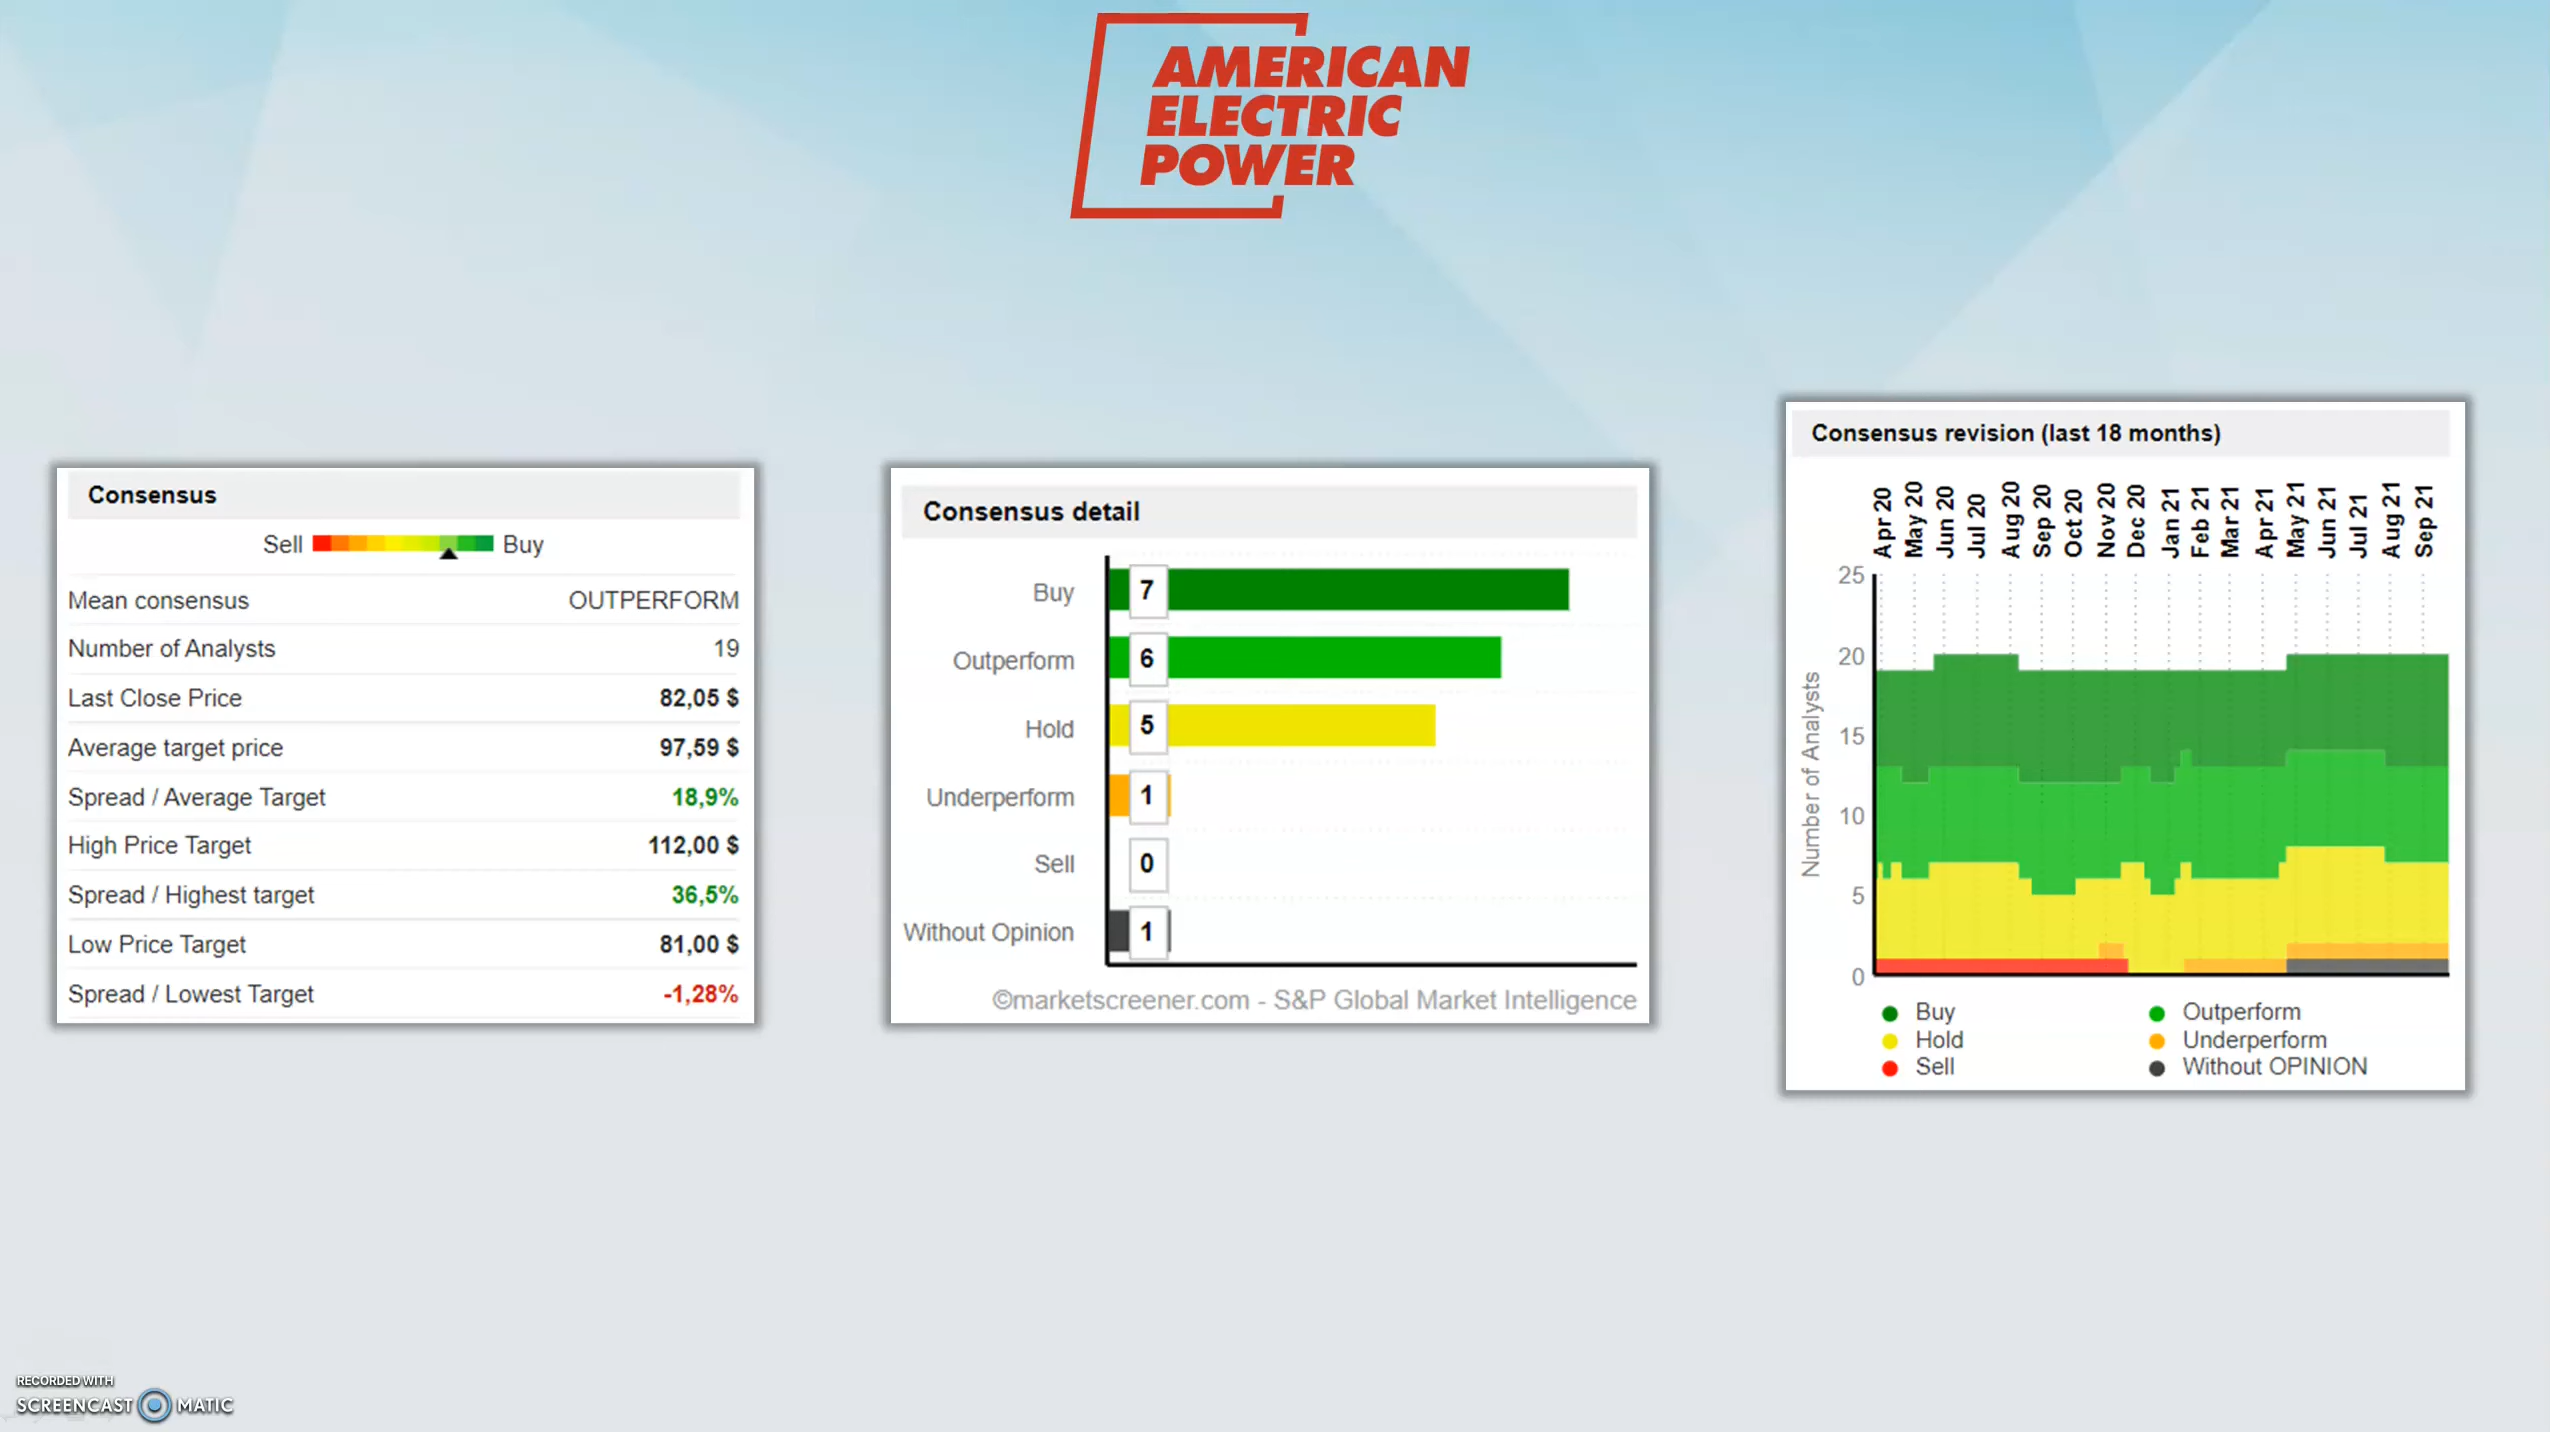 AMERICAN
ELECTRIC
POWER
Consensus
Sell Buy
Mean consensus OUTPERFORM
Number of Analysts 19
Last Close Price 82,05 $
Average target price 97,59 $
Spread / Average Target 18,9%
High Price Target 112,00 $
Spread / Highest target 36,5%
Low Price Target 81,00 $
Spread / Lowest Target -1,28%
Consensus detail
Buy 7
Outperform 6
Hold 5
Underperform 1
Sell 0
Without Opinion 1
©marketscreener.com - S&P Global Market Intelligence
Consensus revision (last 18 months)
Apr 20 May 20 Jun 20 Jul 20 Aug 20 Sep 20 Oct 20 Nov 20 Dec 20 Jan 21 Feb 21 Mar 21 Apr 21 May 21 Jun 21 Jul 21 Aug 21 Sep 21
25
20
15
10
5
0
Number of Analysts
Buy Outperform
Hold Underperform
Sell Without OPINION
RECORDED WITH
SCREENCAST MATIC